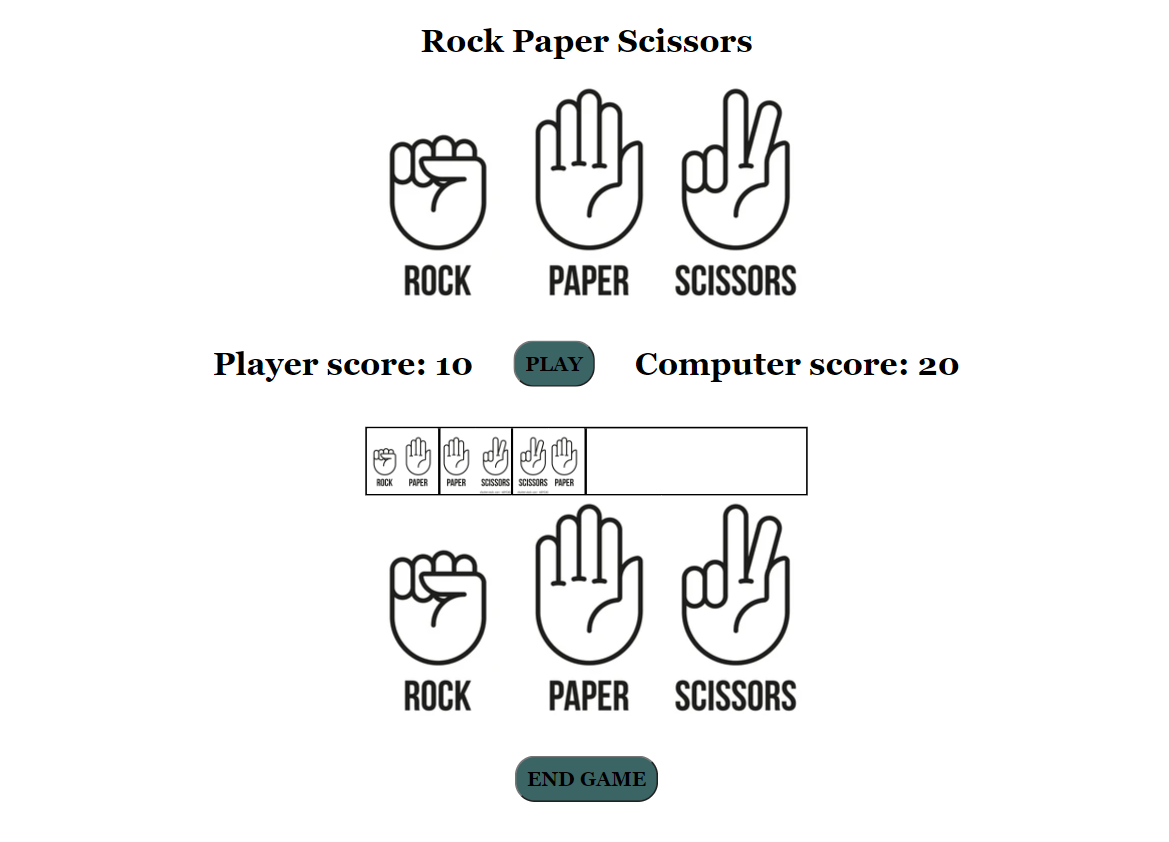 Rock Paper Scissors
ROCK PAPER SCISSORS
Player score: 10 PLAY Computer score: 20
ROCK PAPER PAPER SCISSORS SCISSORS PAPER
ROCK PAPER SCISSORS
END GAME